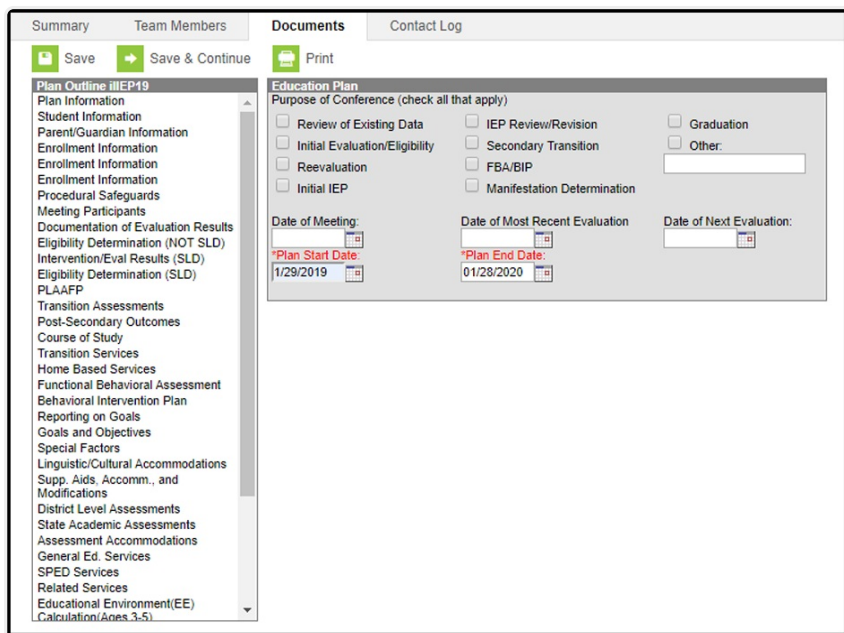 Summary Team Members Documents Contact Log
Save Save & Continue Print
Plan Outline illEP19
Plan Information
Student Information
Parent/Guardian Information
Enrollment Information
Enrollment Information
Enrollment Information
Procedural Safeguards
Meeting Participants
Documentation of Evaluation Results
Eligibility Determination (NOT SLD)
Intervention/Eval Results (SLD)
Eligibility Determination (SLD)
PLAAFP
Transition Assessments
Post-Secondary Outcomes
Course of Study
Transition Services
Home Based Services
Functional Behavioral Assessment
Behavioral Intervention Plan
Reporting on Goals
Goals and Objectives
Special Factors
Linguistic/Cultural Accommodations
Supp. Aids, Accomm., and
Modifications
District Level Assessments
State Academic Assessments
Assessment Accommodations
General Ed. Services
SPED Services
Related Services
Educational Environment(EE)
Calculation(Ages 3-5)
Education Plan
Purpose of Conference (check all that apply)
Review of Existing Data IEP Review/Revision Graduation
Initial Evaluation/Eligibility Secondary Transition Other:
Reevaluation FBA/BIP
Initial IEP Manifestation Determination
Date of Meeting: Date of Most Recent Evaluation Date of Next Evaluation:
*Plan Start Date: *Plan End Date:
1/29/2019 01/28/2020